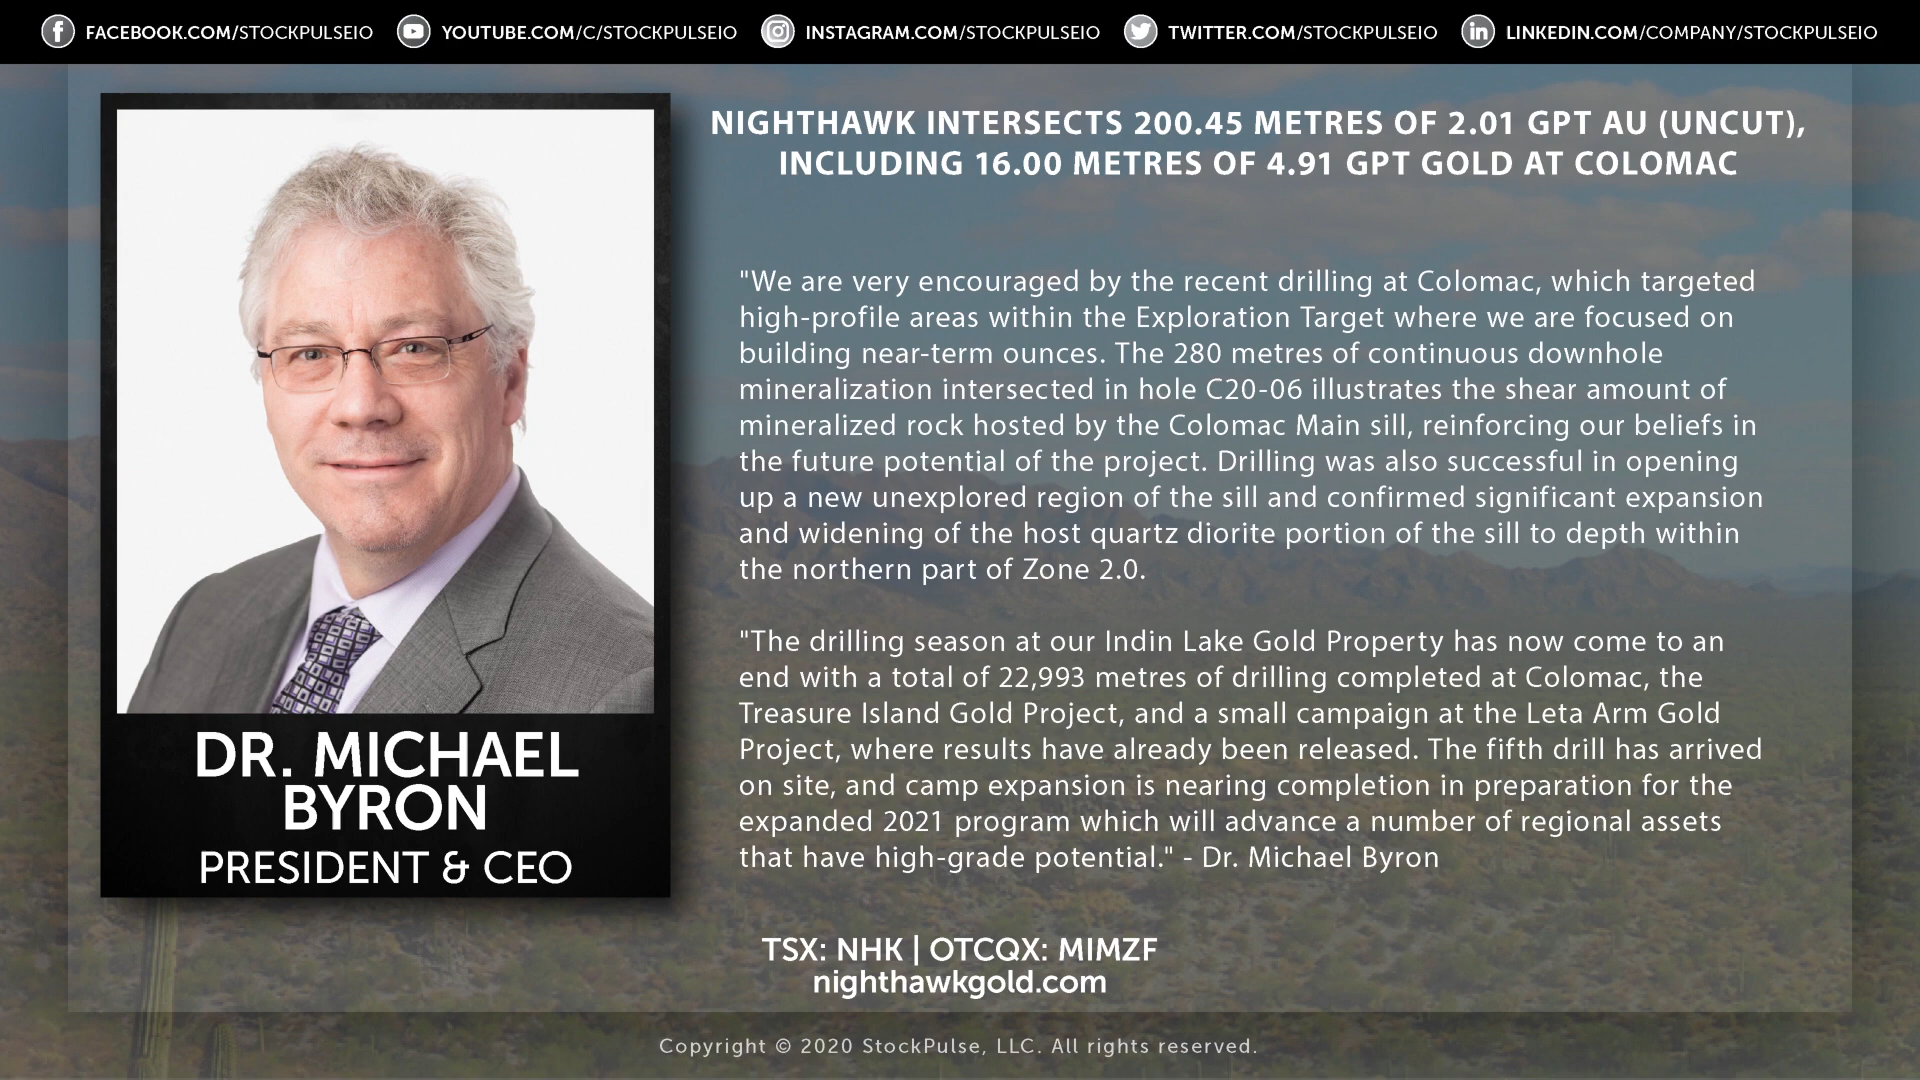 FACEBOOK.COM/STOCKPULSEIO YOUTUBE.COM/C/STOCKPULSEIO INSTAGRAM.COM/STOCKPULSEIO TWITTER.COM/STOCKPULSEIO LINKEDIN.COM/COMPANY/STOCKPULSEIO
DR. MICHAEL
BYRON
PRESIDENT & CEO
NIGHTHAWK INTERSECTS 200.45 METRES OF 2.01 GPT AU (UNCUT),
INCLUDING 16.00 METRES OF 4.91 GPT GOLD AT COLOMAC
"We are very encouraged by the recent drilling at Colomac, which targeted
high-profile areas within the Exploration Target where we are focused on
building near-term ounces. The 280 metres of continuous downhole
mineralization intersected in hole C20-06 illustrates the shear amount of
mineralized rock hosted by the Colomac Main sill, reinforcing our beliefs in
the future potential of the project. Drilling was also successful in opening
up a new unexplored region of the sill and confirmed significant expansion
and widening of the host quartz diorite portion of the sill to depth within
the northern part of Zone 2.0.
"The drilling season at our Indin Lake Gold Property has now come to an
end with a total of 22,993 metres of drilling completed at Colomac, the
Treasure Island Gold Project, and a small campaign at the Leta Arm Gold
Project, where results have already been released. The fifth drill has arrived
on site, and camp expansion is nearing completion in preparation for the
expanded 2021 program which will advance a number of regional assets
that have high-grade potential." - Dr. Michael Byron
TSX: NHK | OTCQX: MIMZF
nighthawkgold.com
Copyright © 2020 StockPulse, LLC. All rights reserved.